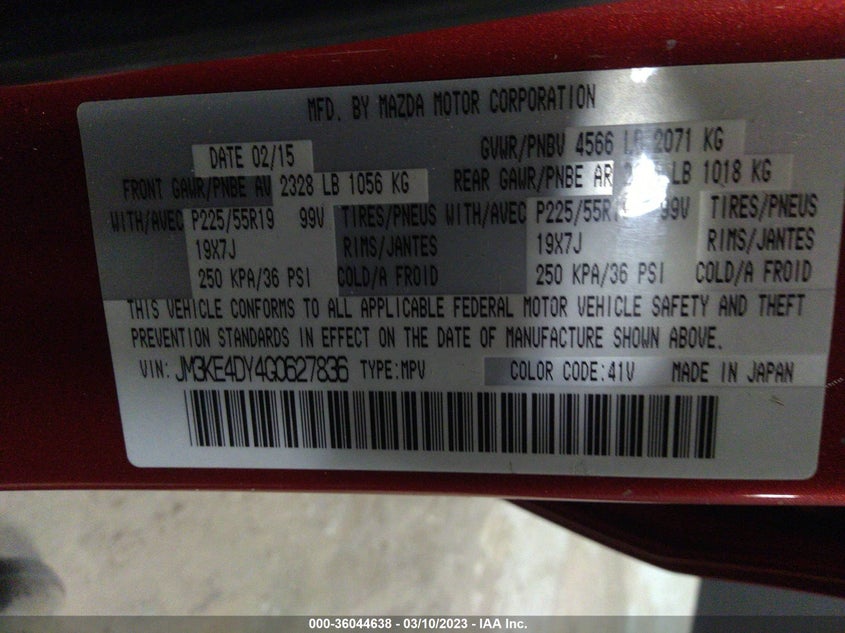 MFD. BY MAZDA MOTOR CORPORATION
DATE 02/15 GVWR/PNBV 4566 LB 2071 KG
FRONT GAWR/PNBE AV 2328 LB 1056 KG REAR GAWR/PNBE AR LB 1018 KG
WITH/AVEC P225/55R19 99V TIRES/PNEUS WITH/AVEC P225/55R19 99V TIRES/PNEUS
19X7J RIMS/JANTES 19X7J RIMS/JANTES
250 KPA/36 PSI COLD/A FROID 250 KPA/36 PSI COLD/A FROID
THIS VEHICLE CONFORMS TO ALL APPLICABLE FEDERAL MOTOR VEHICLE SAFETY AND THEFT
PREVENTION STANDARDS IN EFFECT ON THE DATE OF MANUFACTURE SHOWN ABOVE.
VIN: JM3KE4DY4G0627836 TYPE:MPV COLOR CODE:41V MADE IN JAPAN
000-36044638 - 03/10/2023 - IAA Inc.